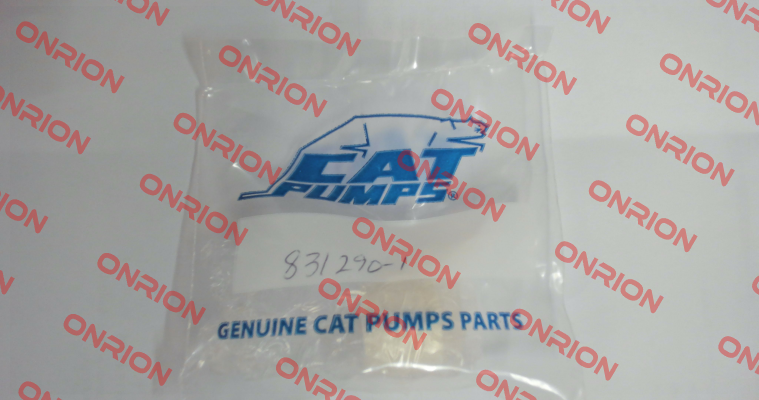 CAT
PUMPS®
831290-1
GENUINE CAT PUMPS PARTS
ONRION